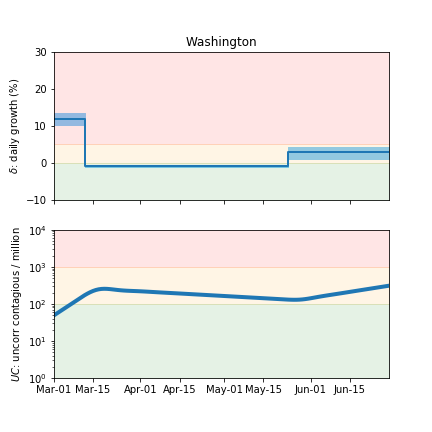 Washington
30
20
10
0
−10
δ: daily growth (%)
10⁴
10³
10²
10¹
10⁰
UC: uncorr contagious / million
Mar-01 Mar-15 Apr-01 Apr-15 May-01 May-15 Jun-01 Jun-15